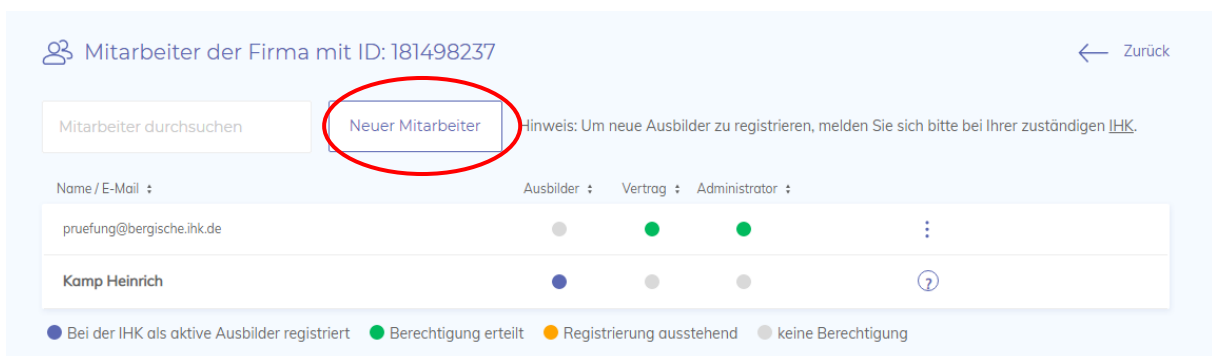 Mitarbeiter der Firma mit ID: 181498237
Zurück
Mitarbeiter durchsuchen
Neuer Mitarbeiter
Hinweis: Um neue Ausbilder zu registrieren, melden Sie sich bitte bei Ihrer zuständigen IHK.
Name / E-Mail Ausbilder Vertrag Administrator
pruefung@bergische.ihk.de
Kamp Heinrich ?
Bei der IHK als aktive Ausbilder registriert Berechtigung erteilt Registrierung ausstehend keine Berechtigung